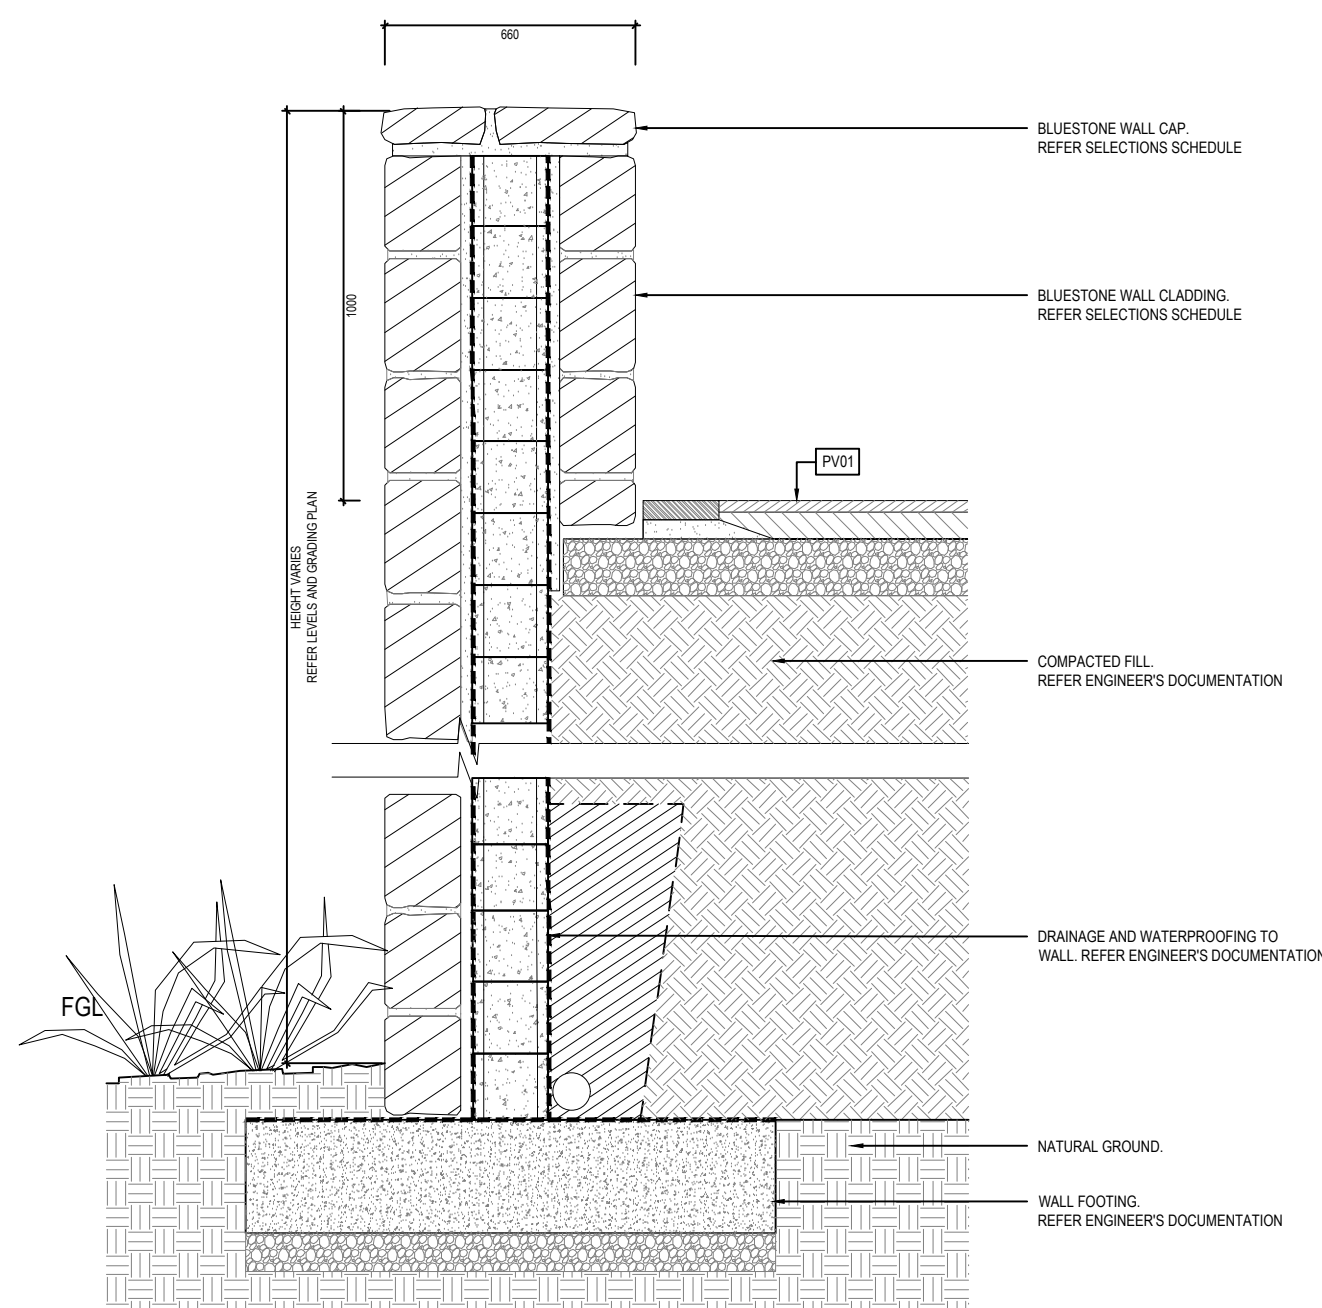 660
BLUESTONE WALL CAP.
REFER SELECTIONS SCHEDULE
1000
BLUESTONE WALL CLADDING.
REFER SELECTIONS SCHEDULE
PV01
HEIGHT VARIES
REFER LEVELS AND GRADING PLAN
COMPACTED FILL.
REFER ENGINEER'S DOCUMENTATION
DRAINAGE AND WATERPROOFING TO
WALL. REFER ENGINEER'S DOCUMENTATION
FGL
NATURAL GROUND.
WALL FOOTING.
REFER ENGINEER'S DOCUMENTATION